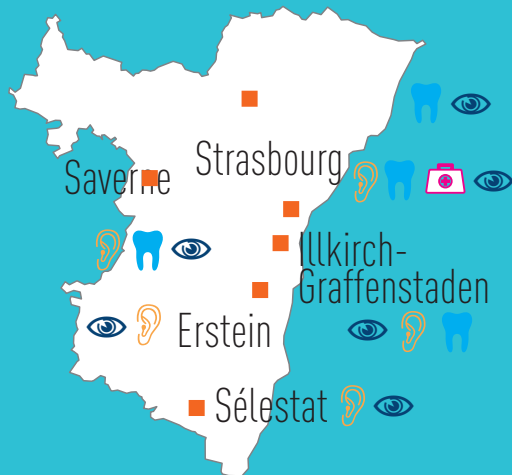 Strasbourg
Saverne
Illkirch-
Graffenstaden
Erstein
Sélestat